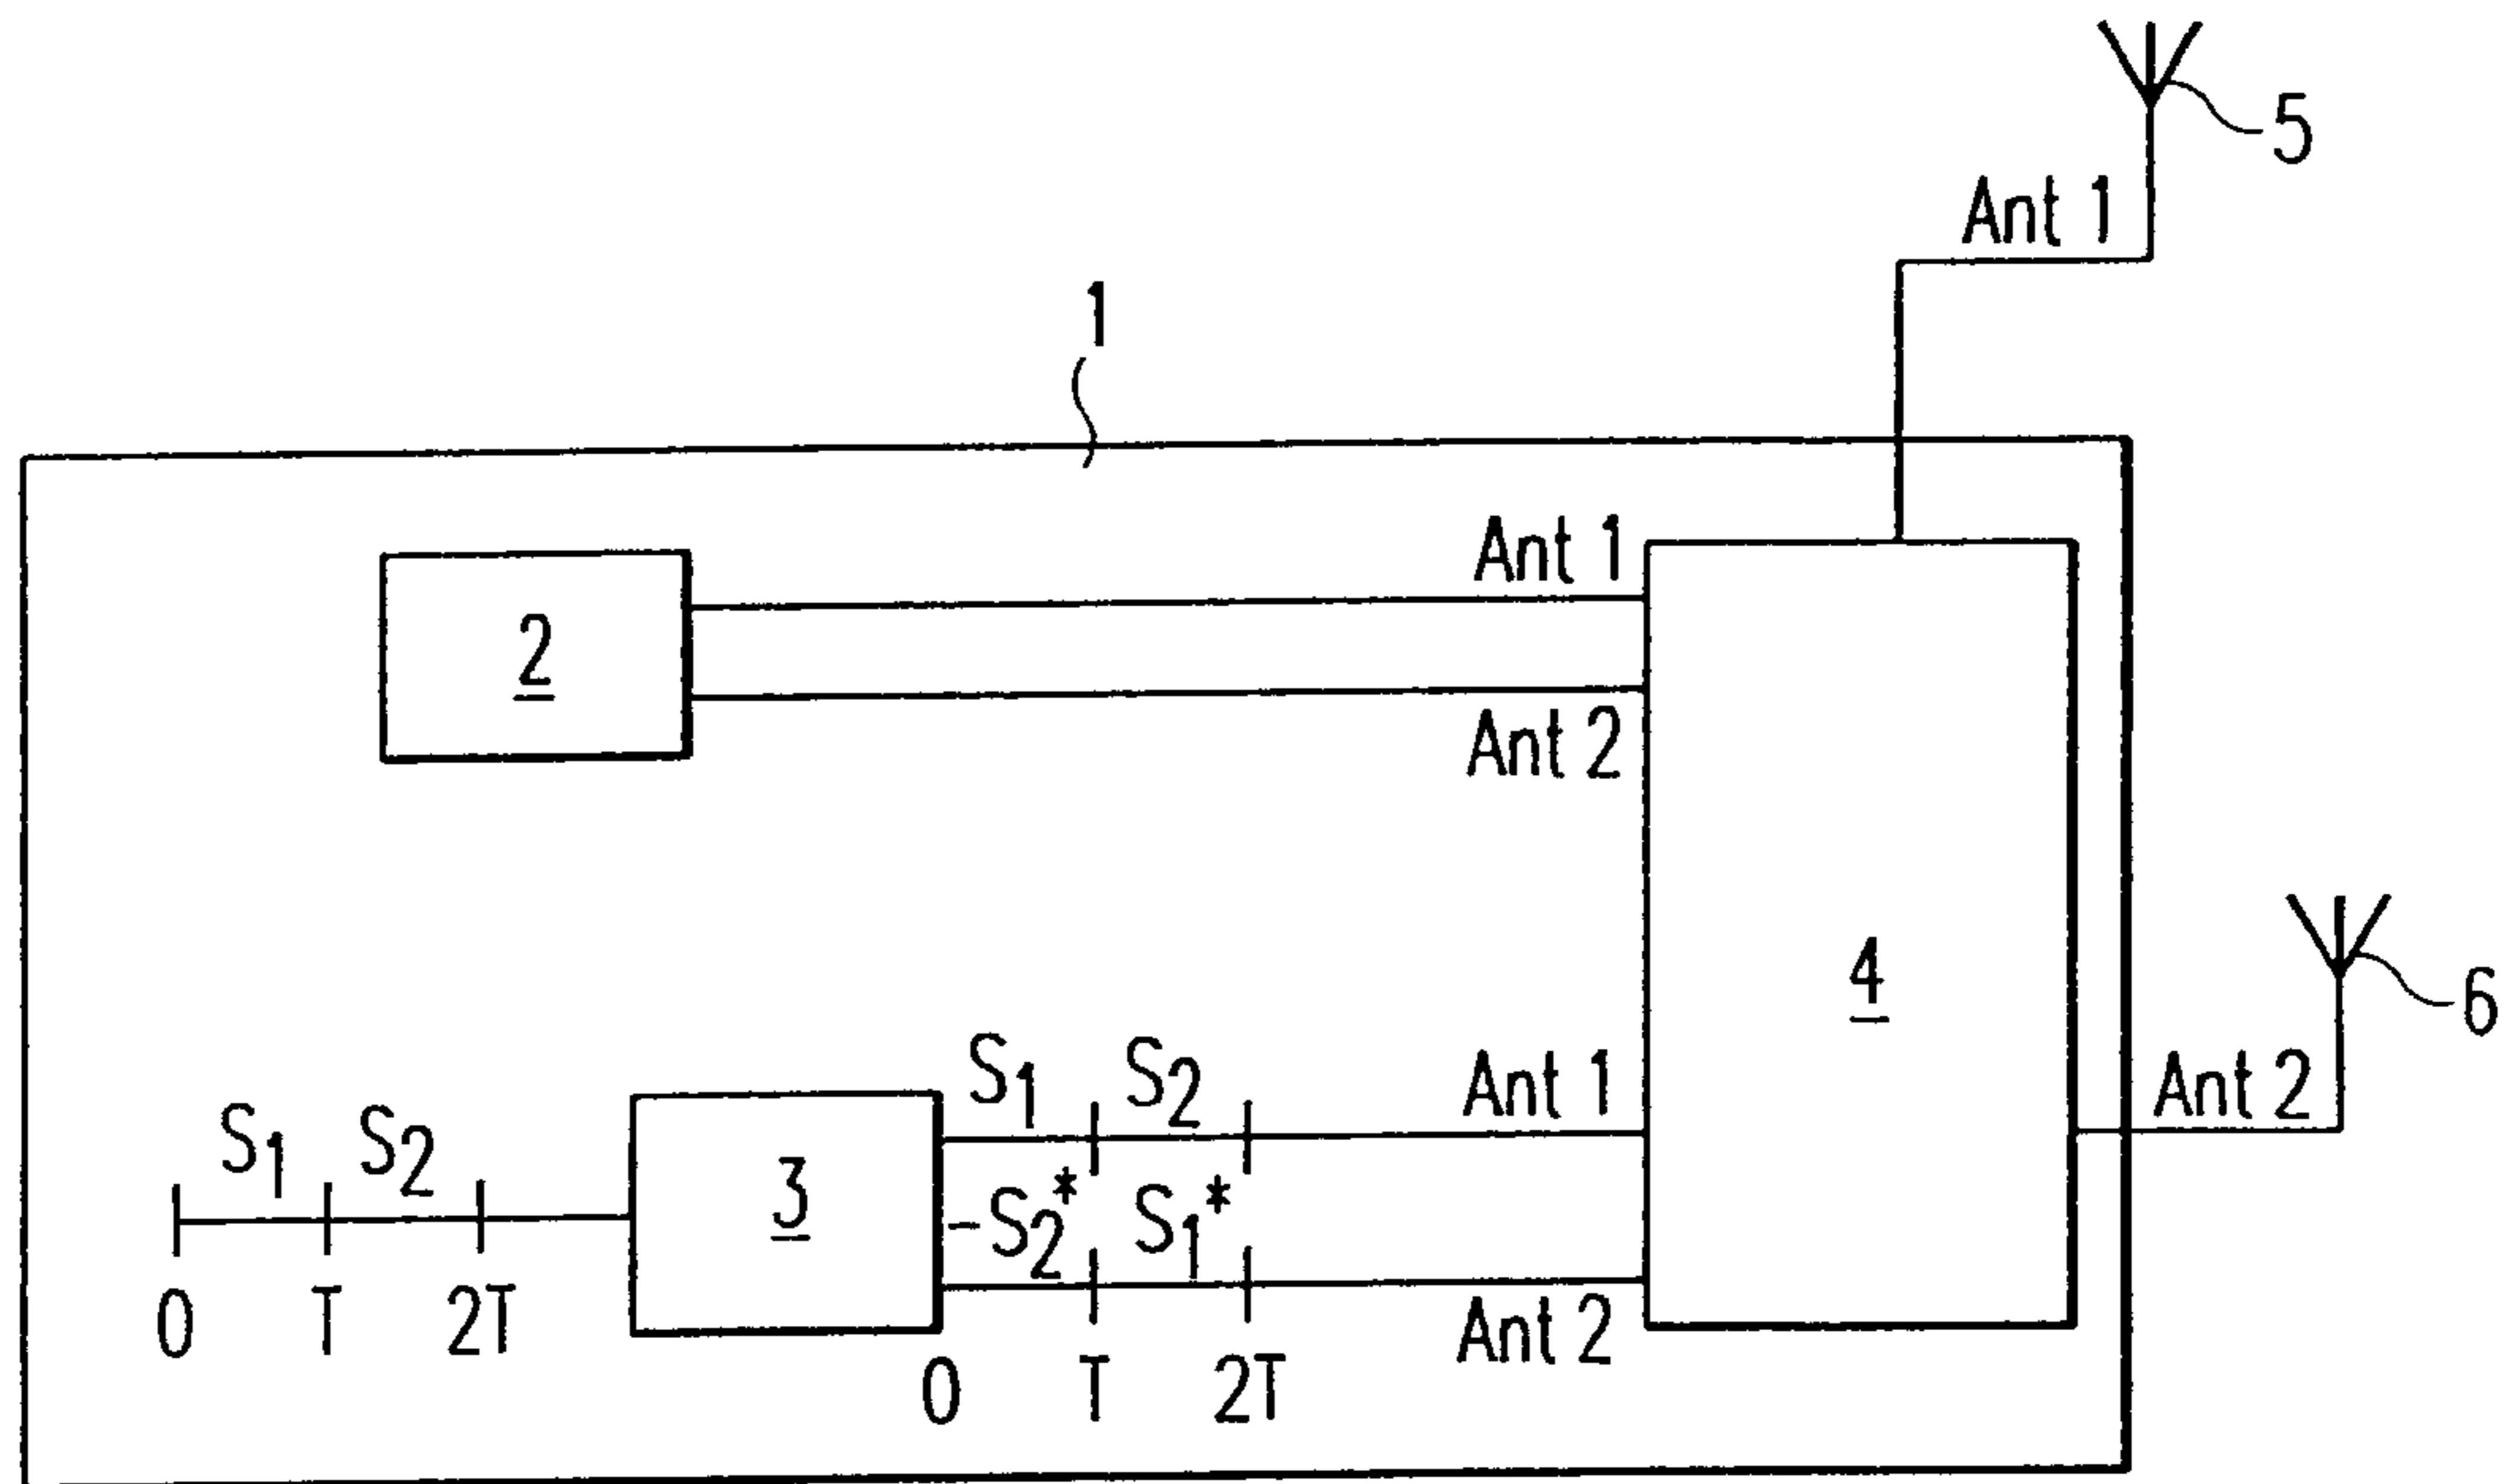 5
Ant 1
1
Ant 1
2
Ant 2
4
6
S1 S2 Ant 1
Ant 2
S1 S2
3
-S2* S1*
0 T 2T
Ant 2
0 T 2T